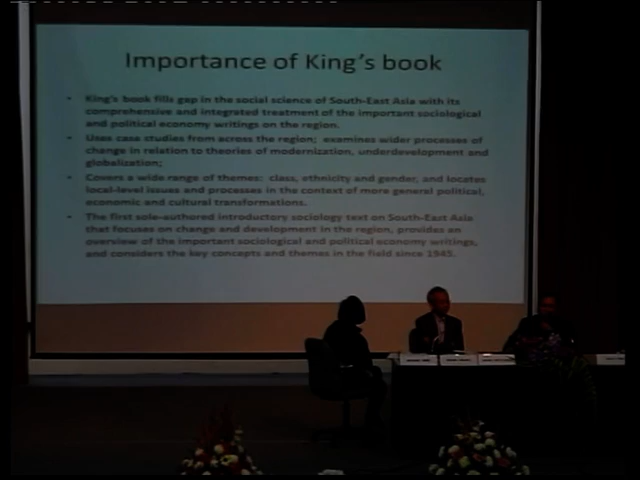 Importance of King's book
• King's book fills gap in the social science of South-East Asia with its
comprehensive and integrated treatment of the important sociological
and political economy writings on the region.
• Uses case studies from across the region; examines wider processes of
change in relation to theories of modernization, underdevelopment and
globalization;
• Covers a wide range of themes: class, ethnicity and gender, and locates
local-level issues and processes in the context of more general political,
economic and cultural transformations.
• The first sole-authored introductory sociology text on South-East Asia
that focuses on change and development in the region, provides an
overview of the important sociological and political economy writings,
and considers the key concepts and themes in the field since 1945.